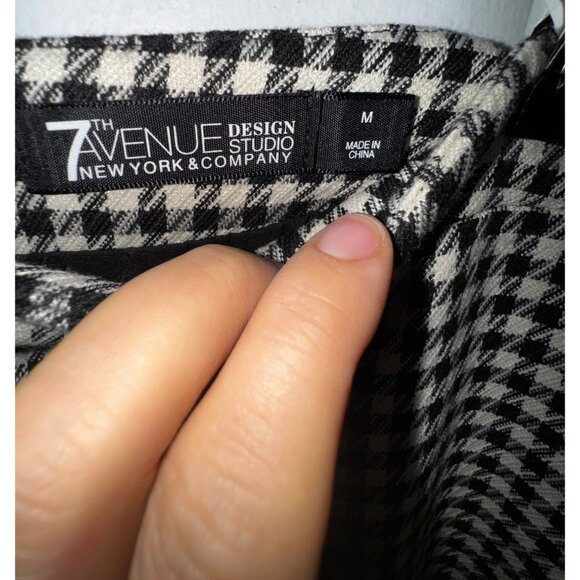 7TH AVENUE DESIGN STUDIO
NEW YORK & COMPANY
M
MADE IN
CHINA